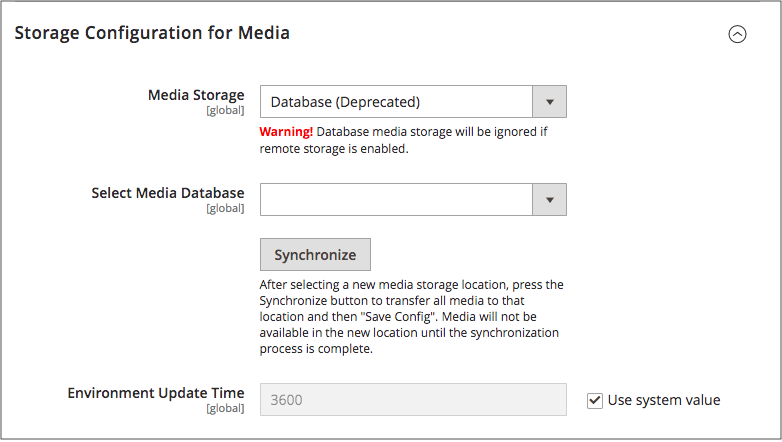 Storage Configuration for Media
Media Storage
[global]
Database (Deprecated)
Warning! Database media storage will be ignored if
remote storage is enabled.
Select Media Database
[global]
Synchronize
After selecting a new media storage location, press the
Synchronize button to transfer all media to that
location and then "Save Config". Media will not be
available in the new location until the synchronization
process is complete.
Environment Update Time
[global]
3600
Use system value